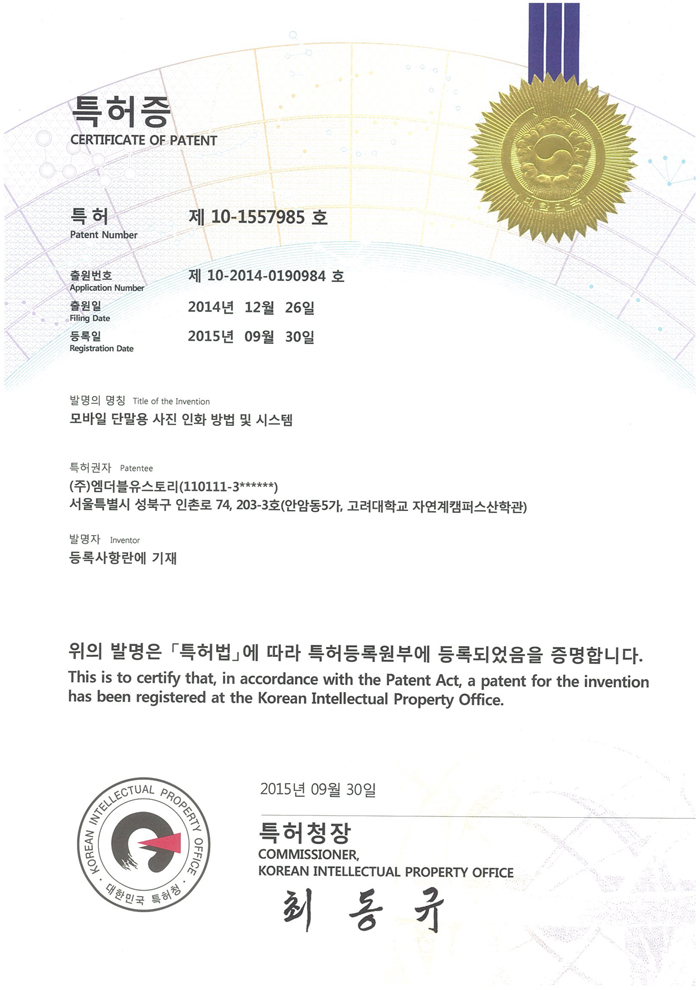 특허증
CERTIFICATE OF PATENT
대한민국
특허 제 10-1557985 호
Patent Number
출원번호 제 10-2014-0190984 호
Application Number
출원일 2014년 12월 26일
Filing Date
등록일 2015년 09월 30일
Registration Date
발명의 명칭 Title of the Invention
모바일 단말용 사진 인화 방법 및 시스템
특허권자 Patentee
(주)엠더블유스토리(110111-3******)
서울특별시 성북구 인촌로 74, 203-3호(안암동5가, 고려대학교 자연계캠퍼스산학관)
발명자 Inventor
등록사항란에 기재
위의 발명은 「특허법」에 따라 특허등록원부에 등록되었음을 증명합니다.
This is to certify that, in accordance with the Patent Act, a patent for the invention
has been registered at the Korean Intellectual Property Office.
2015년 09월 30일
특허청장
COMMISSIONER,
KOREAN INTELLECTUAL PROPERTY OFFICE
최동규
KOREAN INTELLECTUAL PROPERTY OFFICE
대한민국 특허청